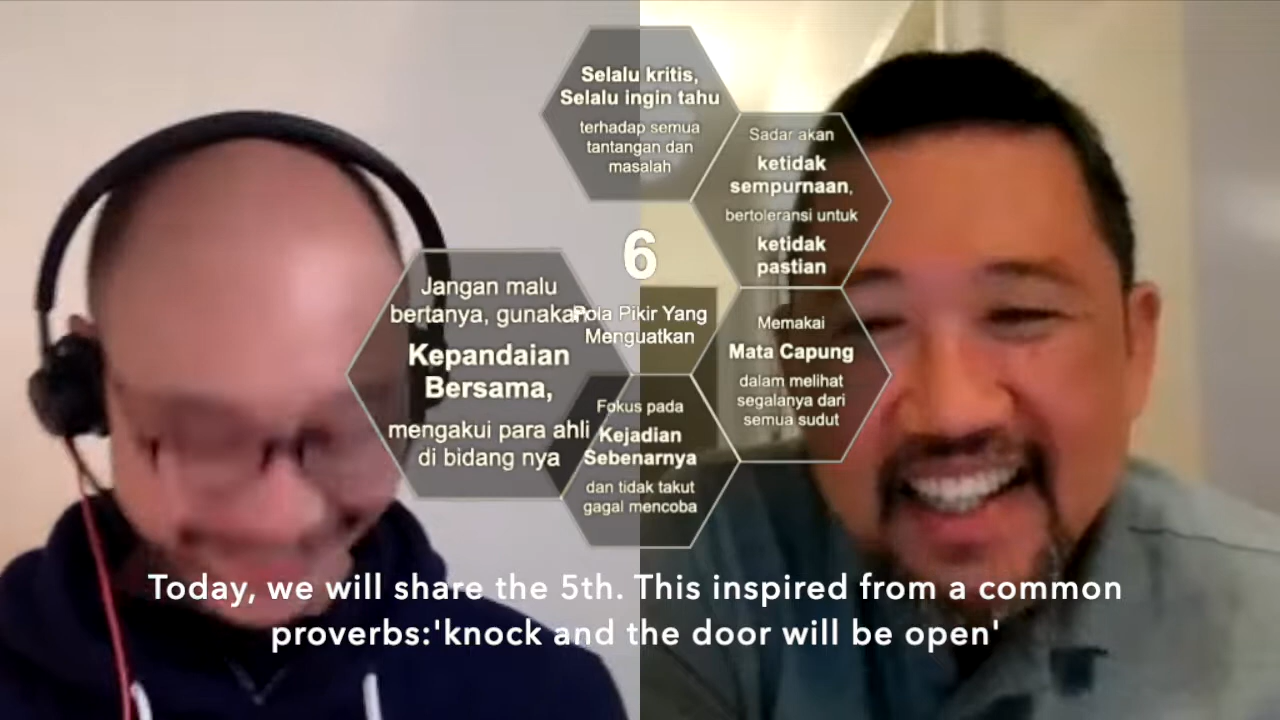 Selalu kritis,
Selalu ingin tahu
terhadap semua
tantangan dan
masalah
Sadar akan
ketidak
sempurnaan,
bertoleransi untuk
ketidak
pastian
Memakai
Mata Capung
dalam melihat
segalanya dari
semua sudut
Fokus pada
Kejadian
Sebenarnya
dan tidak takut
gagal mencoba
Jangan malu
bertanya, gunakan
Kepandaian
Bersama,
mengakui para ahli
di bidang nya
6
Pola Pikir Yang
Menguatkan
Today, we will share the 5th. This inspired from a common
proverbs:'knock and the door will be open'